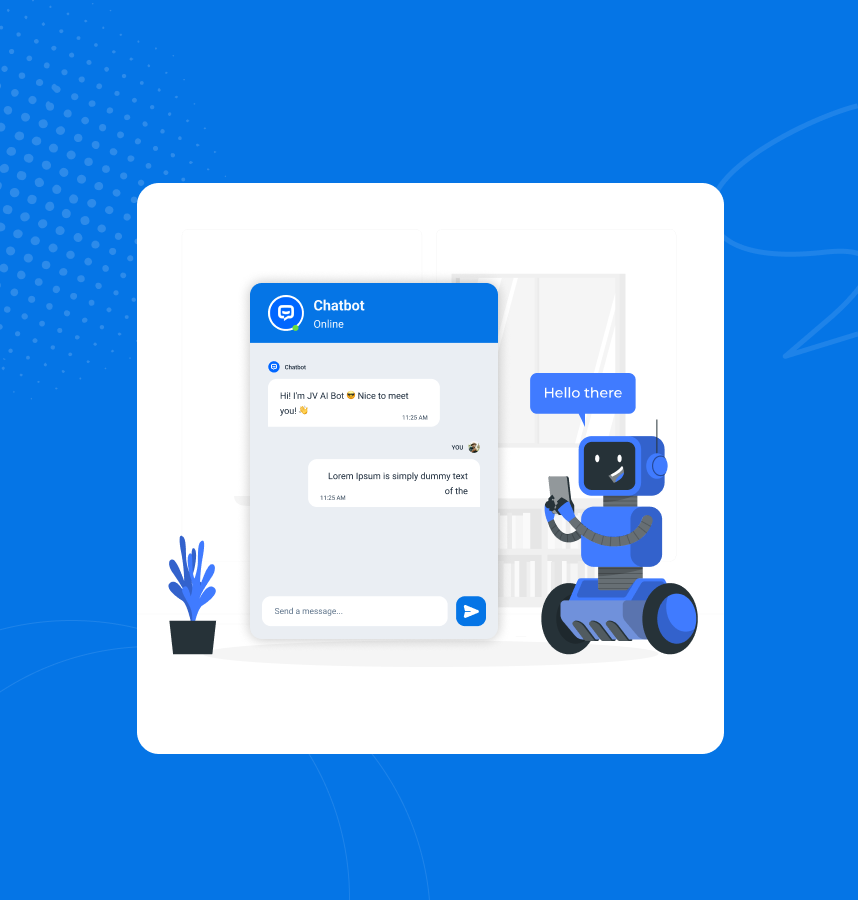 Chatbot
Online
Chatbot
Hi! I'm JV AI Bot 😎 Nice to meet
you! 👋
11:25 AM
YOU
Lorem Ipsum is simply dummy text
of the
11:25 AM
Send a message...
Hello there